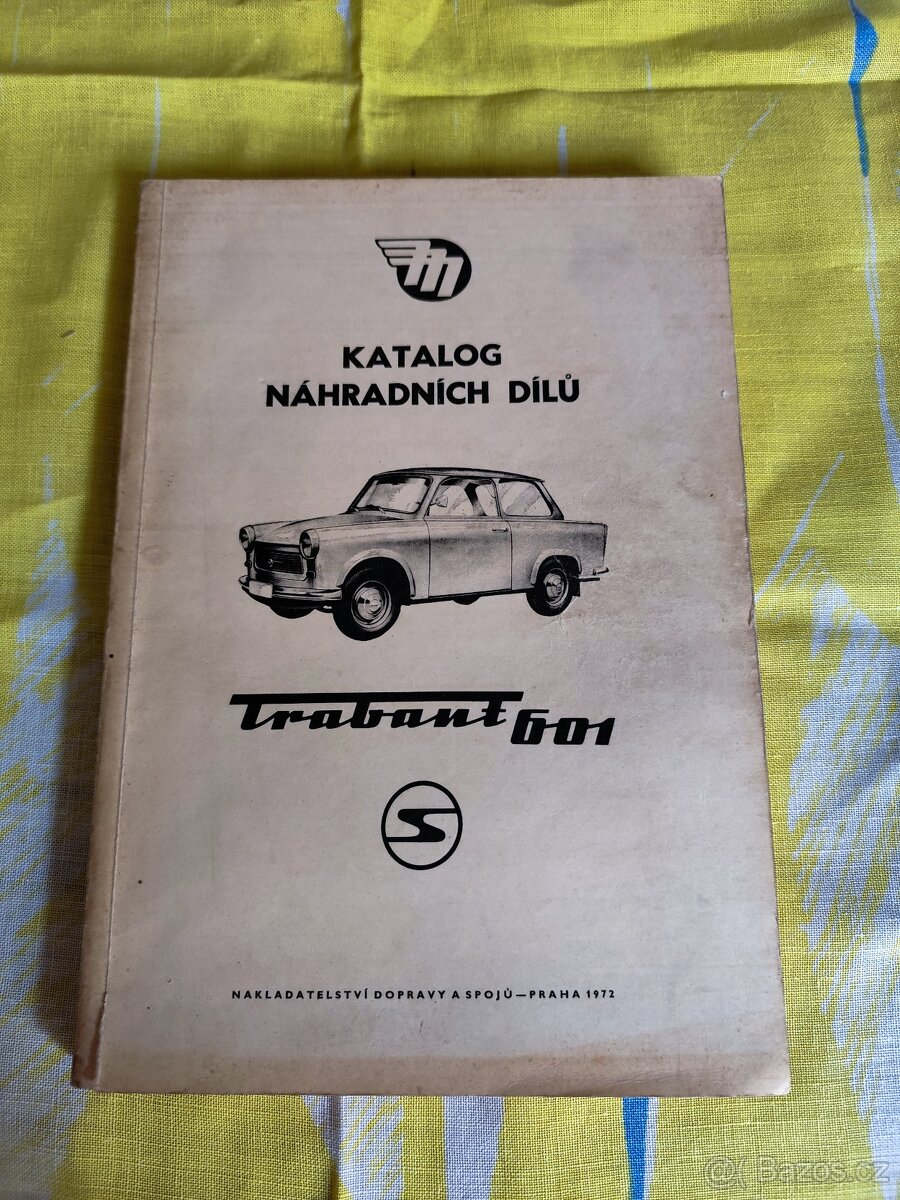 M
KATALOG
NÁHRADNÍCH DÍLŮ
Trabant 601
S
NAKLADATELSTVÍ DOPRAVY A SPOJŮ—PRAHA 1972
Bazos.cz